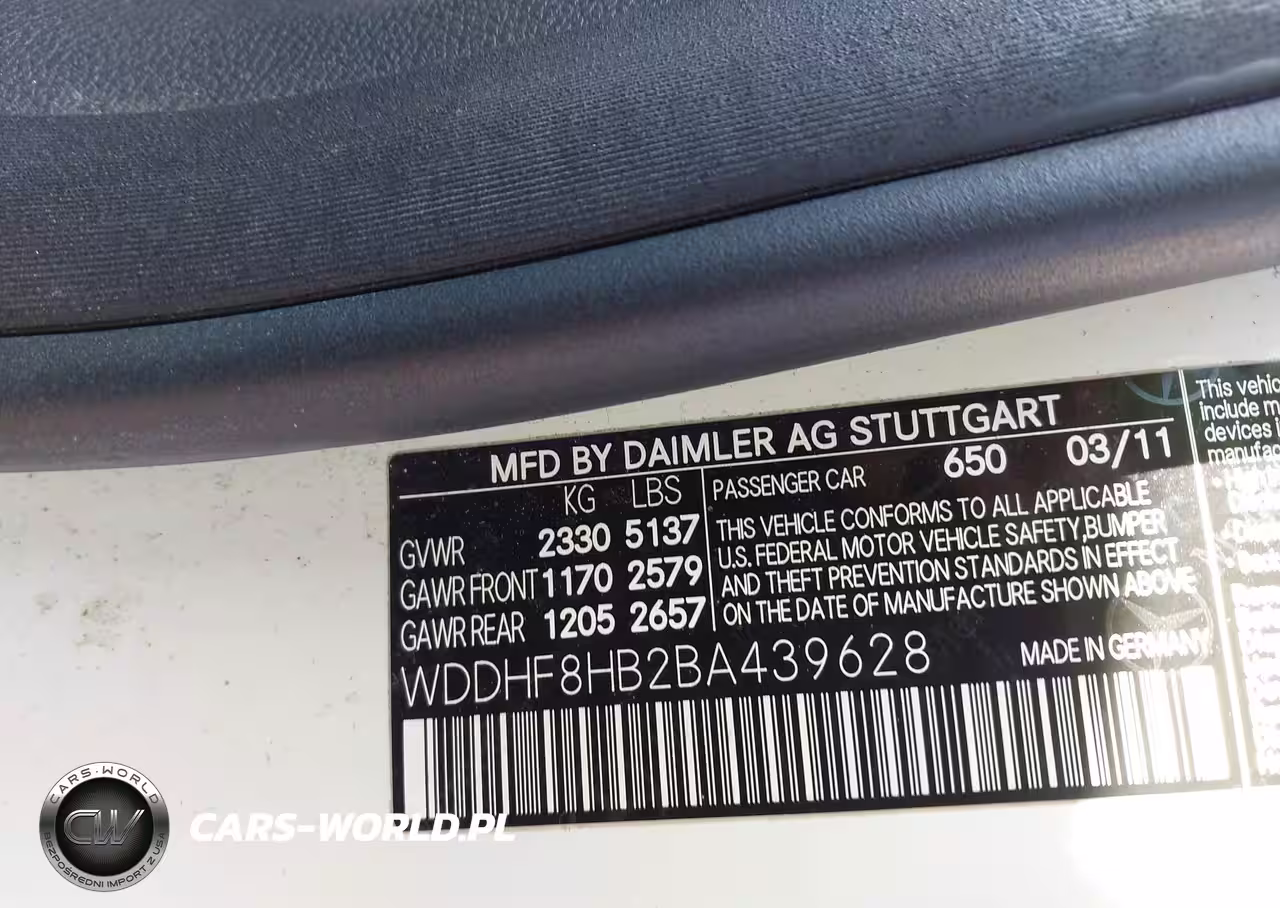 MFD BY DAIMLER AG STUTTGART
KG LBS
GVWR 2330 5137
GAWR FRONT 1170 2579
GAWR REAR 1205 2657
PASSENGER CAR 650 03/11
THIS VEHICLE CONFORMS TO ALL APPLICABLE
U.S. FEDERAL MOTOR VEHICLE SAFETY,BUMPER
AND THEFT PREVENTION STANDARDS IN EFFECT
ON THE DATE OF MANUFACTURE SHOWN ABOVE
WDDHF8HB2BA439628 MADE IN GERMANY
This
include
devices
CARS-WORLD
CW
BEZPOŚREDNI IMPORT Z USA
CARS-WORLD.PL